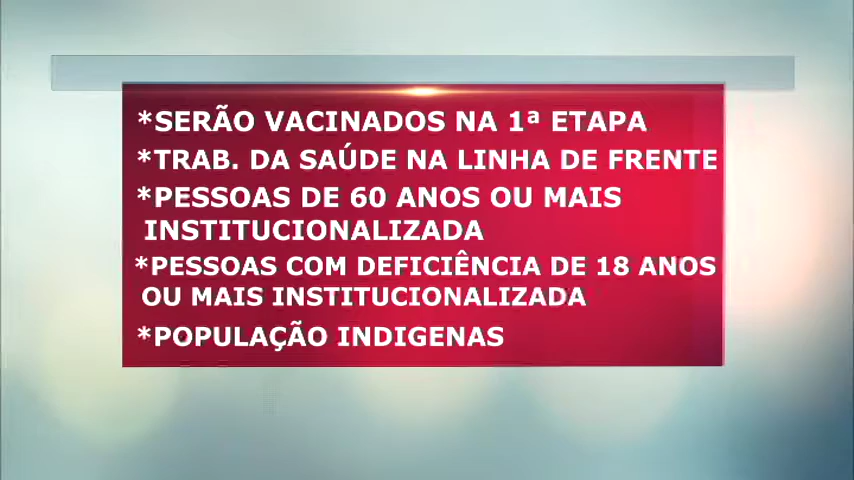 *SERÃO VACINADOS NA 1ª ETAPA
*TRAB. DA SAÚDE NA LINHA DE FRENTE
*PESSOAS DE 60 ANOS OU MAIS
INSTITUCIONALIZADA
*PESSOAS COM DEFICIÊNCIA DE 18 ANOS
OU MAIS INSTITUCIONALIZADA
*POPULAÇÃO INDIGENAS